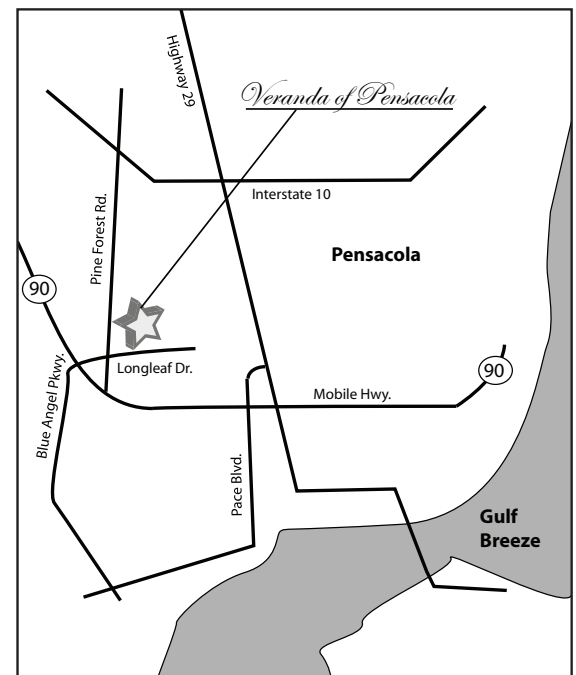 Highway 29
Veranda of Pensacola
Interstate 10
Pine Forest Rd.
Pensacola
90
Longleaf Dr.
90
Blue Angel Pkwy.
Mobile Hwy.
Pace Blvd.
Gulf
Breeze